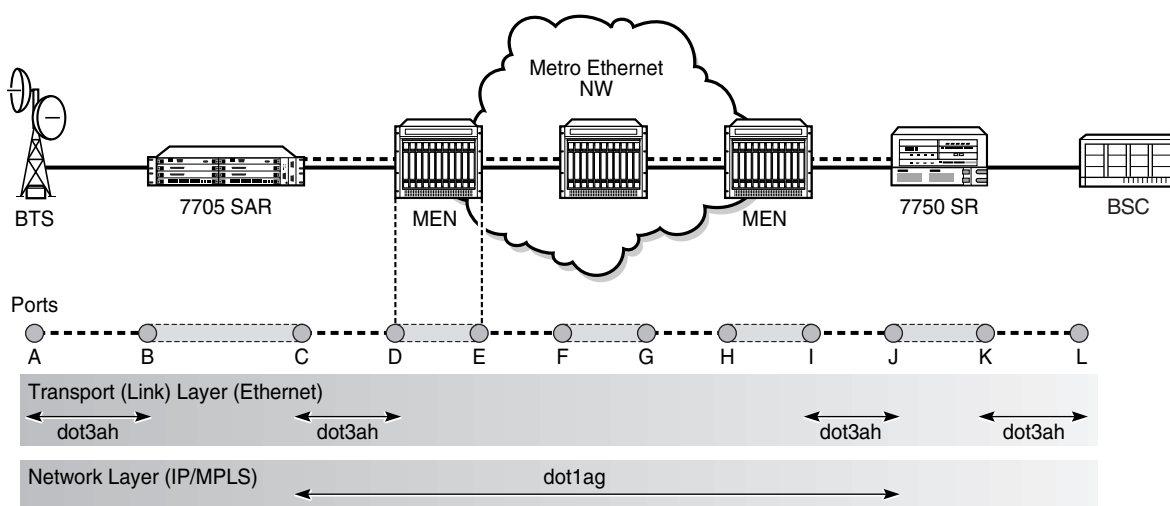 Metro Ethernet
NW
BTS
7705 SAR
MEN
MEN
7750 SR
BSC
Ports
A B C D E F G H I J K L
Transport (Link) Layer (Ethernet)
dot3ah dot3ah dot3ah dot3ah
Network Layer (IP/MPLS)
dot1ag